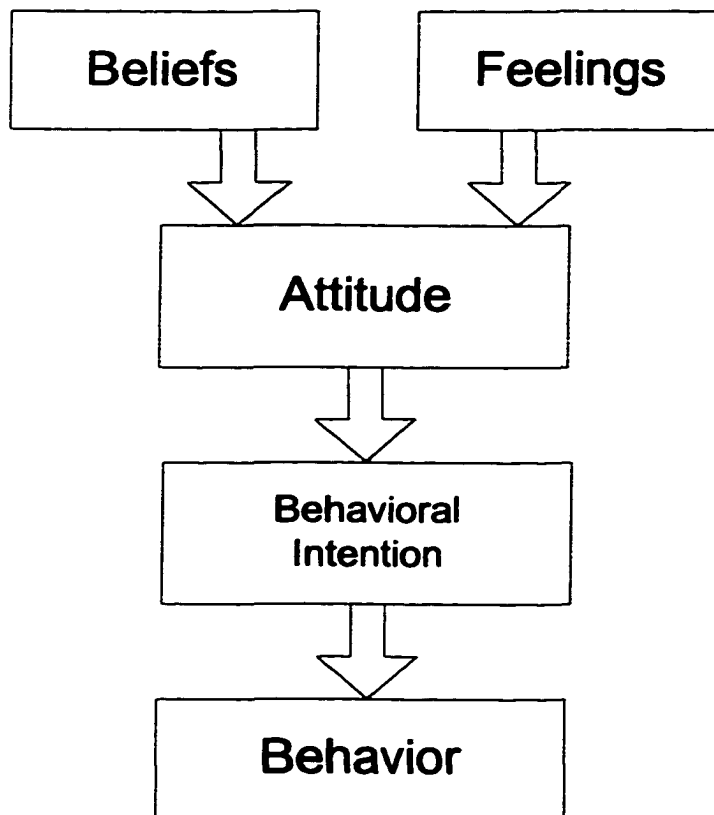 Beliefs
Feelings
Attitude
Behavioral
Intention
Behavior